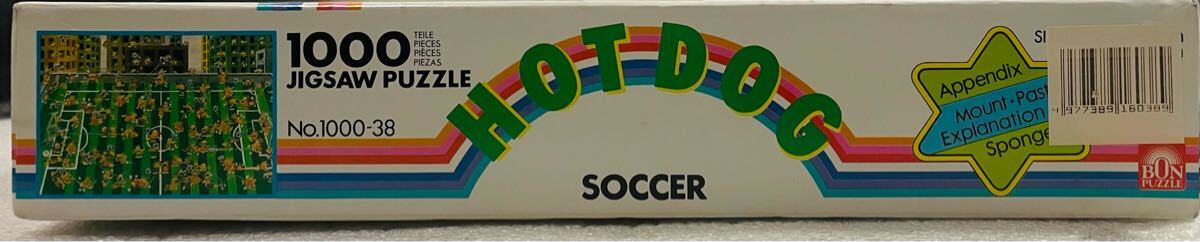 1000
TEILE
PIECES
PIÈCES
PIEZAS
JIGSAW PUZZLE
No.1000-38
HOT DOG
SOCCER
Appendix
Mount·Past
Explanation
Sponge
4 977389 160389
BON
PUZZLE